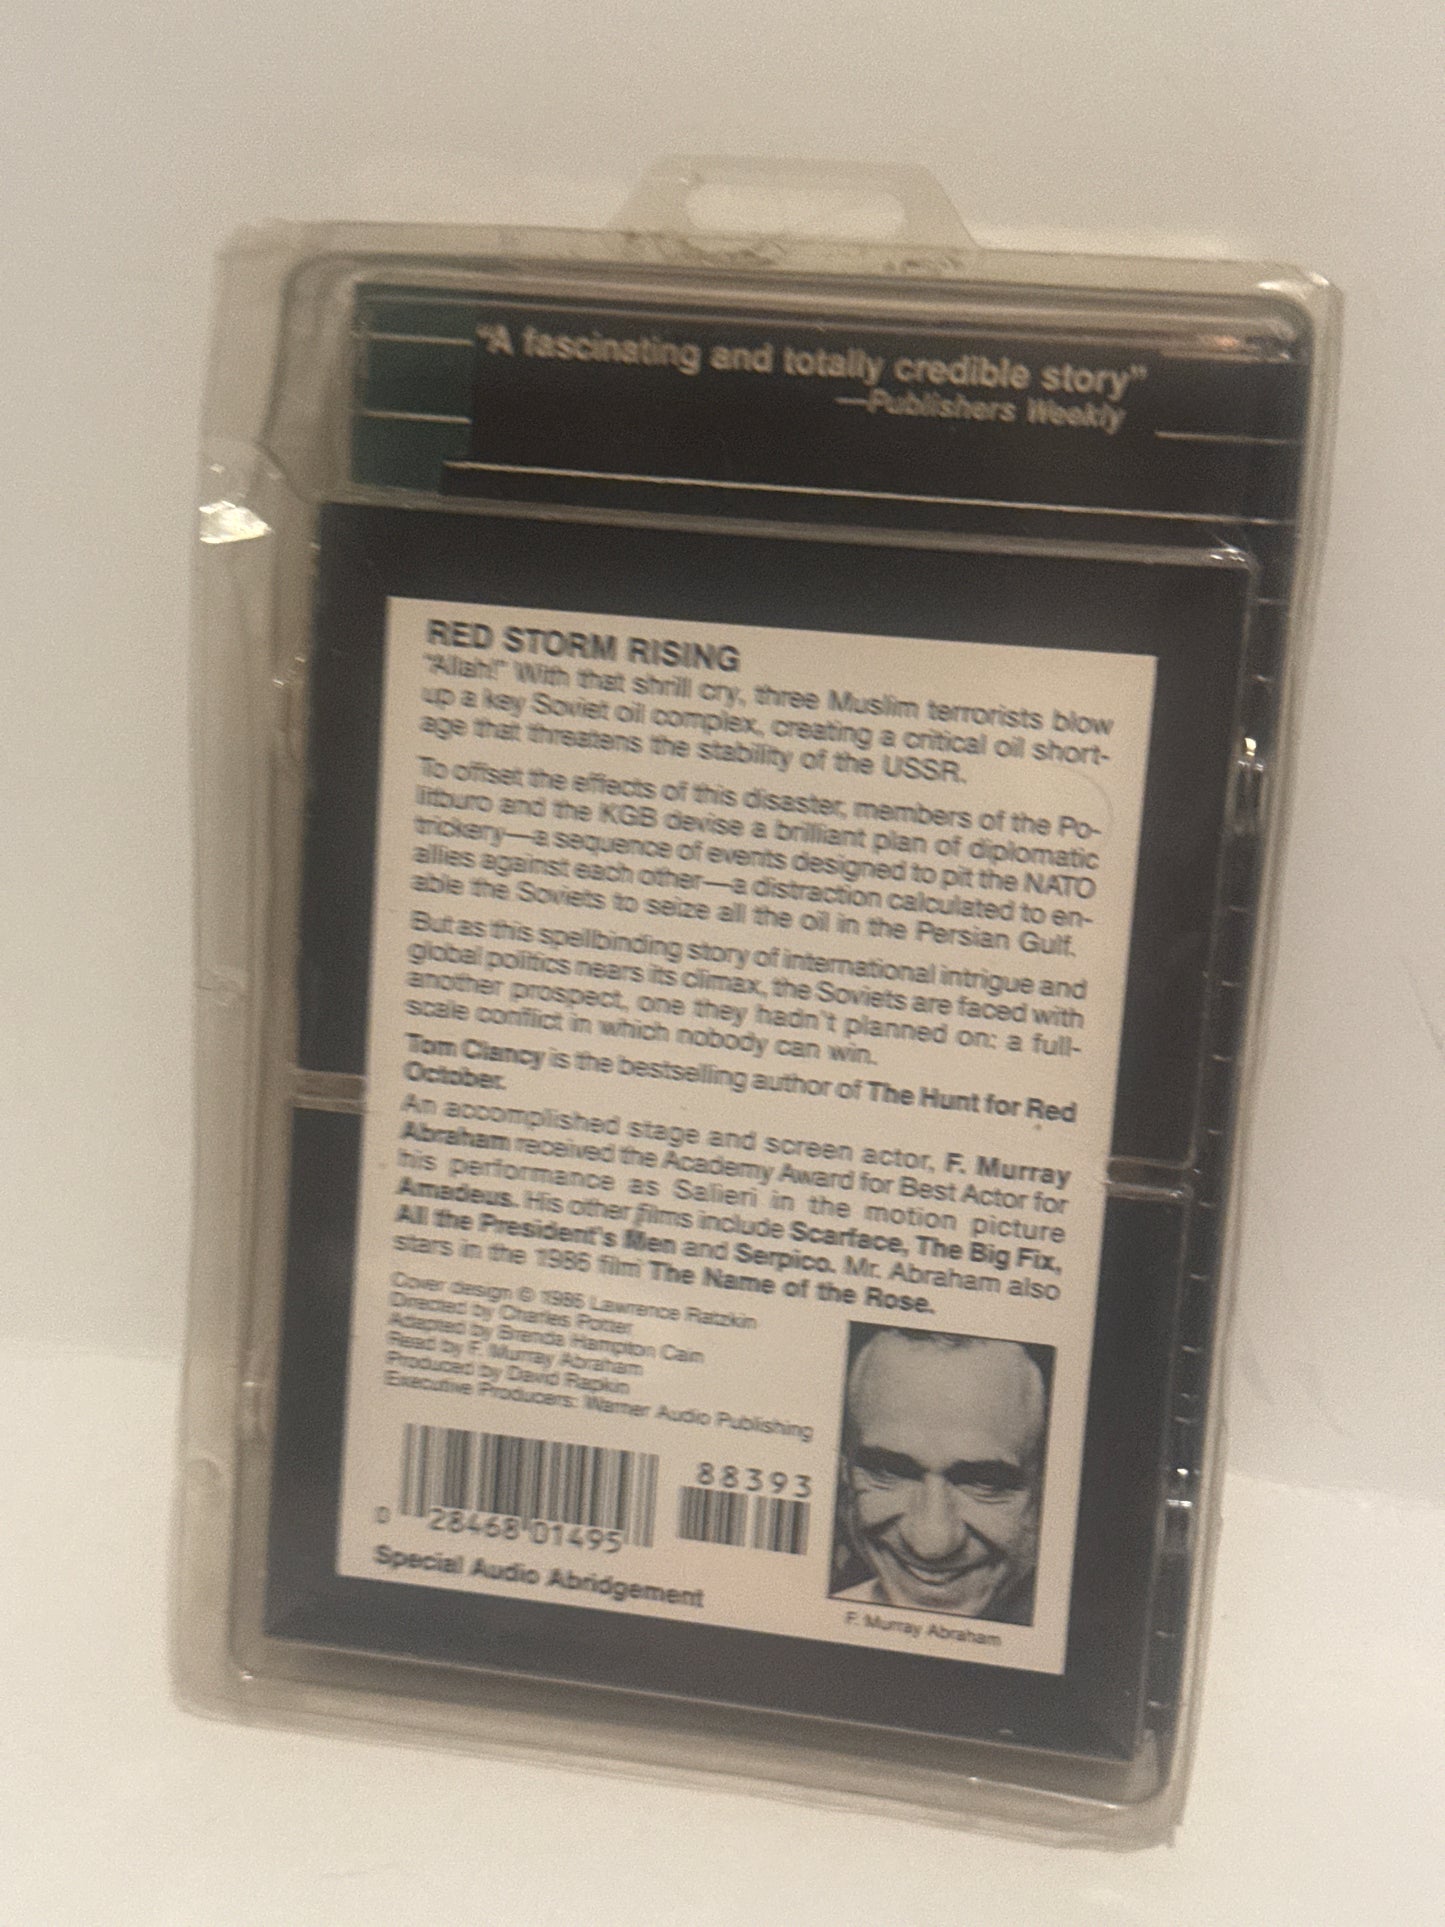 "A fascinating and totally credible story"
—Publishers Weekly
RED STORM RISING
"Allah!" With that shrill cry, three Muslim terrorists blow
up a key Soviet oil complex, creating a critical oil short-
age that threatens the stability of the USSR.
To offset the effects of this disaster, members of the Po-
litburo and the KGB devise a brilliant plan of diplomatic
trickery—a sequence of events designed to pit the NATO
allies against each other—a distraction calculated to en-
able the Soviets to seize all the oil in the Persian Gulf.
But as this spellbinding story of international intrigue and
global politics nears its climax, the Soviets are faced with
another prospect, one they hadn't planned on: a full-
scale conflict in which nobody can win.
Tom Clancy is the bestselling author of The Hunt for Red
October.
An accomplished stage and screen actor, F. Murray
Abraham received the Academy Award for Best Actor for
his performance as Salieri in the motion picture
Amadeus. His other films include Scarface, The Big Fix,
All the President's Men and Serpico. Mr. Abraham also
stars in the 1986 film The Name of the Rose.
Cover design © 1986 Lawrence Ratzkin
Directed by Charles Potter
Adapted by Brenda Hampton Cain
Read by F. Murray Abraham
Produced by David Rapkin
Executive Producers: Warner Audio Publishing
88393
0 28468 01495
Special Audio Abridgement
F. Murray Abraham